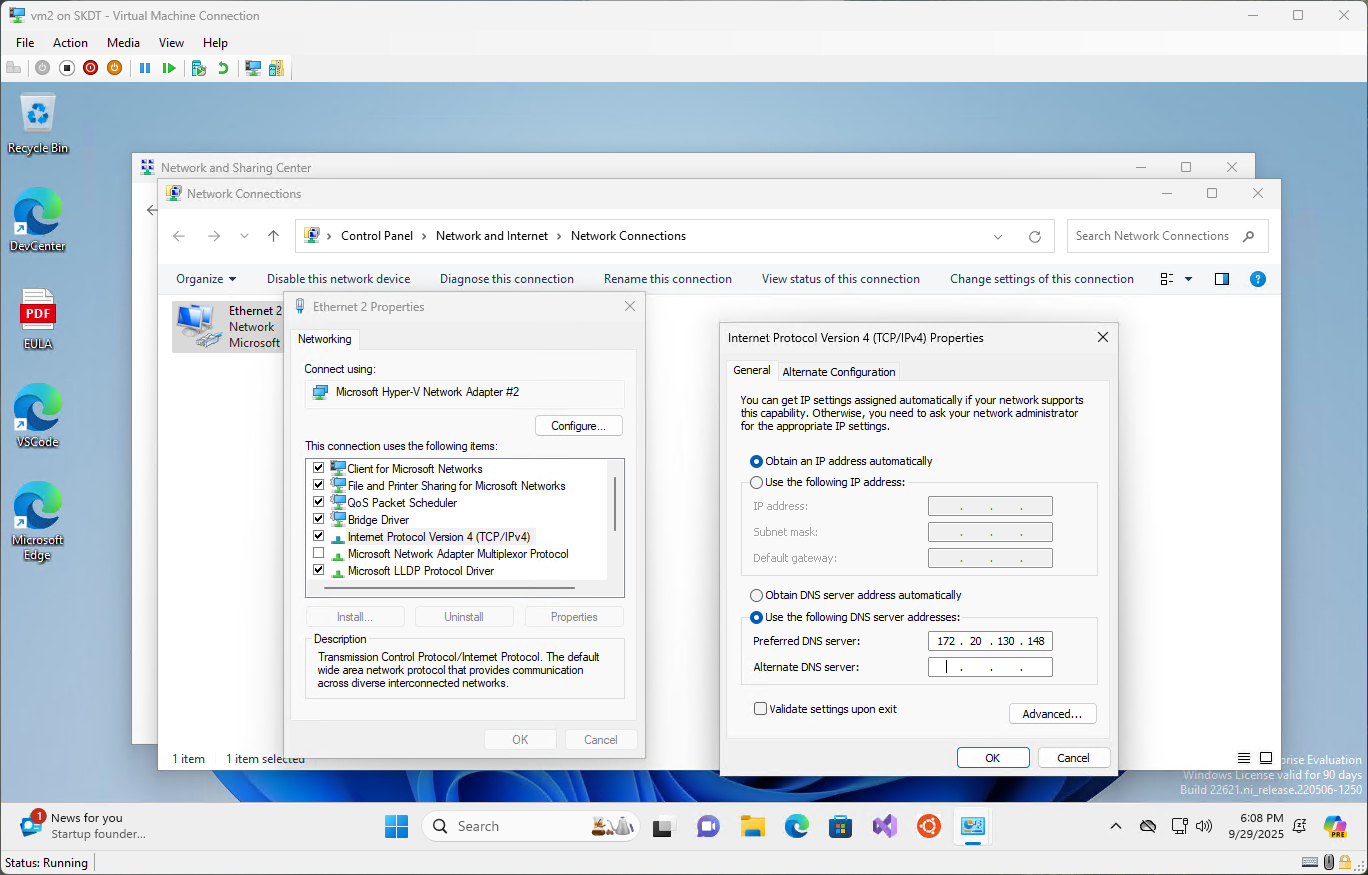 vm2 on SKDT - Virtual Machine Connection
File Action Media View Help
Recycle Bin
DevCenter
PDF
EULA
VSCode
Microsoft
Edge
Network and Sharing Center
Network Connections
Control Panel > Network and Internet > Network Connections
Search Network Connections
Organize Disable this network device Diagnose this connection Rename this connection View status of this connection Change settings of this connection
Ethernet 2
Network
Microsoft
Ethernet 2 Properties
Networking
Connect using:
Microsoft Hyper-V Network Adapter #2
Configure...
This connection uses the following items:
Client for Microsoft Networks
File and Printer Sharing for Microsoft Networks
QoS Packet Scheduler
Bridge Driver
Internet Protocol Version 4 (TCP/IPv4)
Microsoft Network Adapter Multiplexor Protocol
Microsoft LLDP Protocol Driver
Install... Uninstall Properties
Description
Transmission Control Protocol/Internet Protocol. The default
wide area network protocol that provides communication
across diverse interconnected networks.
OK Cancel
Internet Protocol Version 4 (TCP/IPv4) Properties
General Alternate Configuration
You can get IP settings assigned automatically if your network supports
this capability. Otherwise, you need to ask your network administrator
for the appropriate IP settings.
Obtain an IP address automatically
Use the following IP address:
IP address: . . .
Subnet mask: . . .
Default gateway: . . .
Obtain DNS server address automatically
Use the following DNS server addresses:
Preferred DNS server: 172 . 20 . 130 . 148
Alternate DNS server: . . .
Validate settings upon exit
Advanced...
OK Cancel
1 item 1 item selected
prise Evaluation
Windows License valid for 90 days
Build 22621.ni_release.220506-1250
1
News for you
Startup founder...
Search
PRE
6:08 PM
9/29/2025
Status: Running